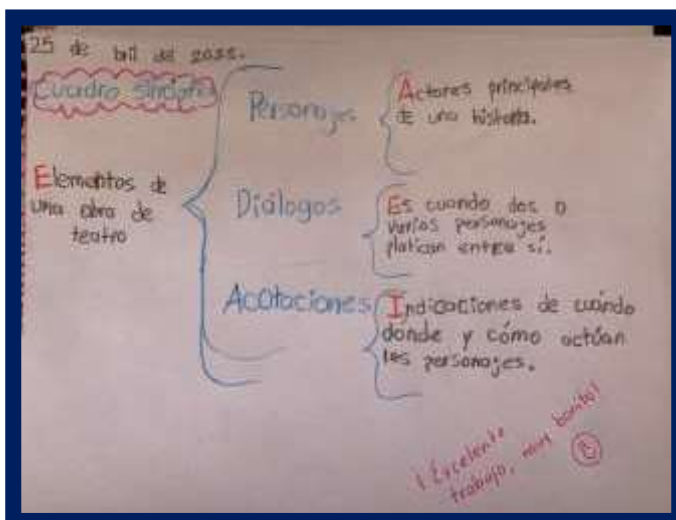 25 de bril del 2022.
Cuadro sinóptico
Elementos de
una obra de
teatro
Personajes
Actores principales
de una historia.
Diálogos
Es cuando dos o
varios personajes
platican entre sí.
Acotaciones
Indicaciones de cuándo
donde y cómo actúan
los personajes.
¡Excelente
trabajo, muy bonito!